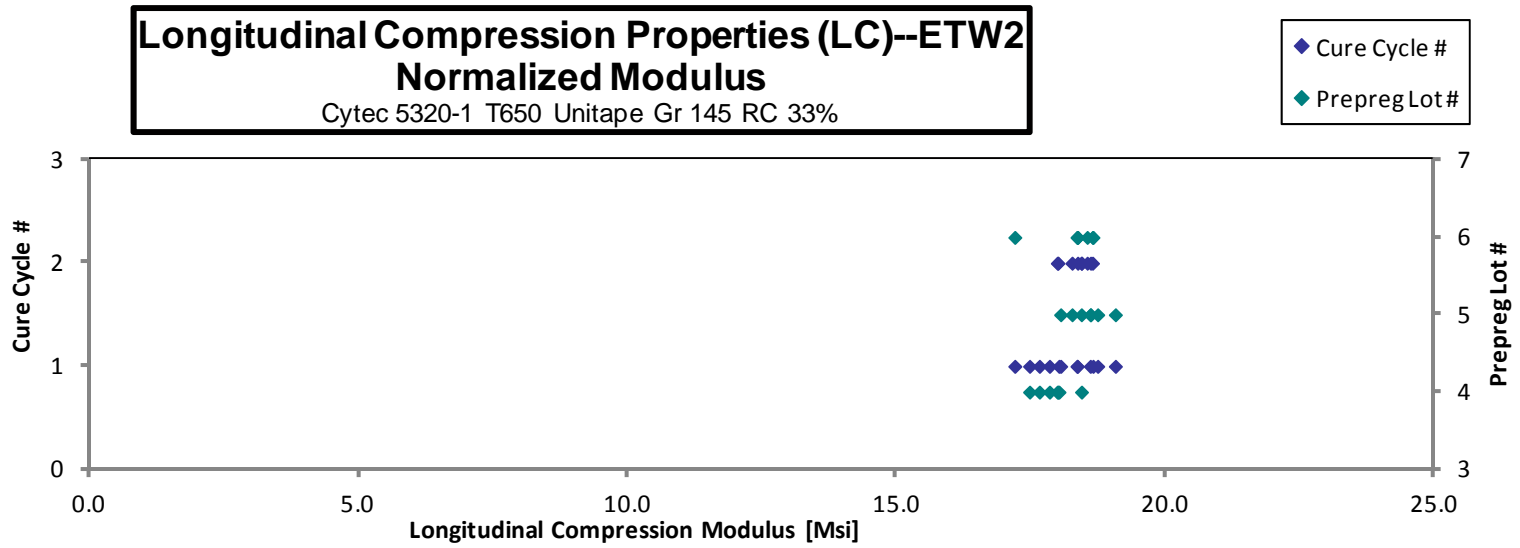 Longitudinal Compression Properties (LC)--ETW2
Normalized Modulus
Cytec 5320-1 T650 Unitape Gr 145 RC 33%
Cure Cycle #
Prepreg Lot #
3
2
1
0
Cure Cycle #
7
6
5
4
3
Prepreg Lot #
0.0 5.0 10.0 15.0 20.0 25.0
Longitudinal Compression Modulus [Msi]